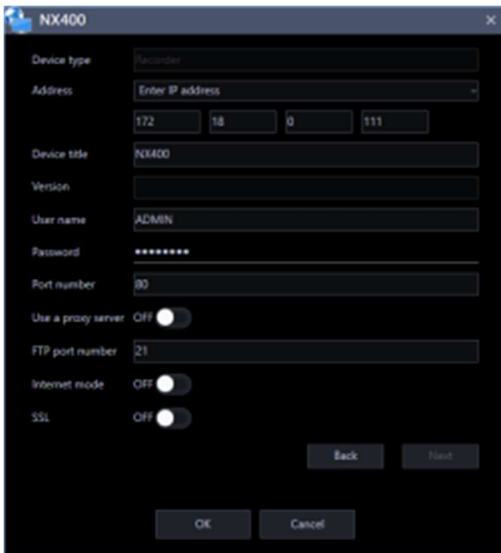 NX400
Device type Recorder
Address Enter IP address
172 18 0 111
Device title NX400
Version
User name ADMIN
Password ••••••••
Port number 80
Use a proxy server OFF
FTP port number 21
Internet mode OFF
SSL OFF
Back Next
OK Cancel